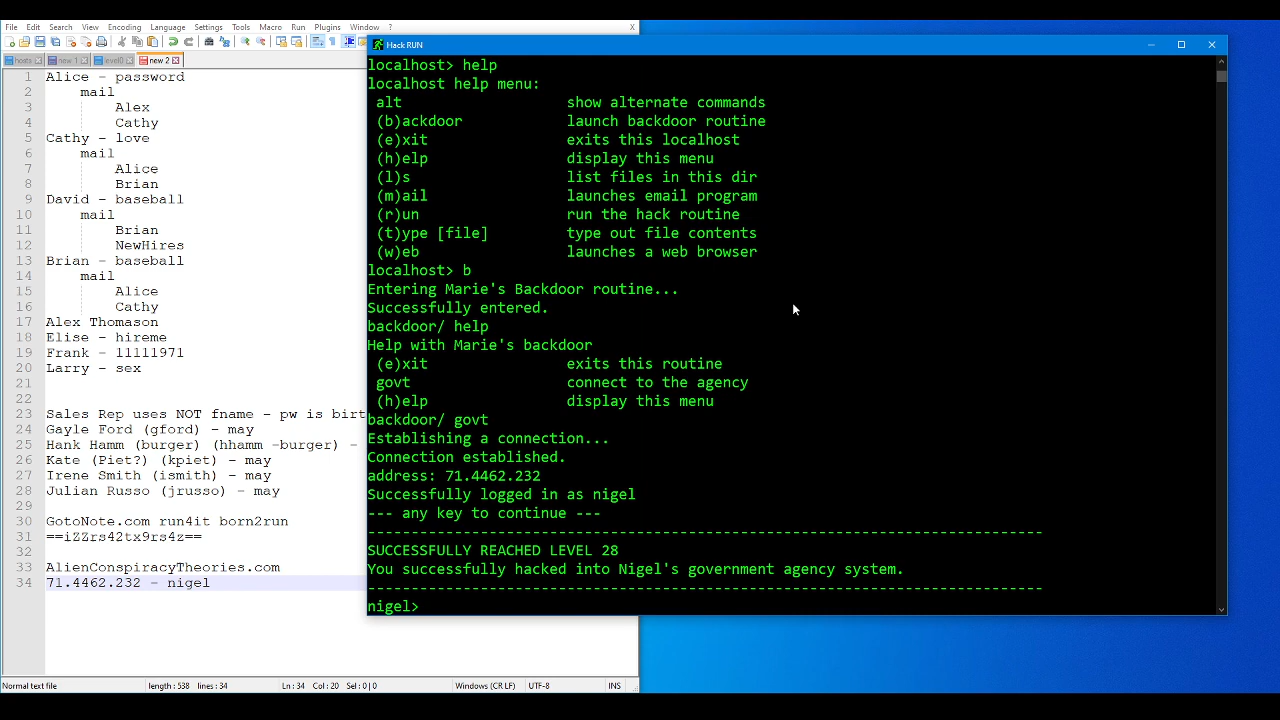 File Edit Search View Encoding Language Settings Tools Macro Run Plugins Window ? X
hosts new 1 level0 new 2
1 Alice - password
2 mail
3 Alex
4 Cathy
5 Cathy - love
6 mail
7 Alice
8 Brian
9 David - baseball
10 mail
11 Brian
12 NewHires
13 Brian - baseball
14 mail
15 Alice
16 Cathy
17 Alex Thomason
18 Elise - hireme
19 Frank - 11111971
20 Larry - sex
21
22
23 Sales Rep uses NOT fname - pw is birt
24 Gayle Ford (gford) - may
25 Hank Hamm (burger) (hhamm -burger) -
26 Kate (Piet?) (kpiet) - may
27 Irene Smith (ismith) - may
28 Julian Russo (jrusso) - may
29
30 GotoNote.com run4it born2run
31 ==iZZrs42tx9rs4z==
32
33 AlienConspiracyTheories.com
34 71.4462.232 - nigel
Normal text file length : 538 lines : 34 Ln : 34 Col : 20 Sel : 0 | 0 Windows (CR LF) UTF-8 INS
Hack RUN
localhost> help
localhost help menu:
alt show alternate commands
(b)ackdoor launch backdoor routine
(e)xit exits this localhost
(h)elp display this menu
(l)s list files in this dir
(m)ail launches email program
(r)un run the hack routine
(t)ype [file] type out file contents
(w)eb launches a web browser
localhost> b
Entering Marie's Backdoor routine...
Successfully entered.
backdoor/ help
Help with Marie's backdoor
(e)xit exits this routine
govt connect to the agency
(h)elp display this menu
backdoor/ govt
Establishing a connection...
Connection established.
address: 71.4462.232
Successfully logged in as nigel
--- any key to continue ---
------------------------------------------------------------------------------
SUCCESSFULLY REACHED LEVEL 28
You successfully hacked into Nigel's government agency system.
------------------------------------------------------------------------------
nigel>